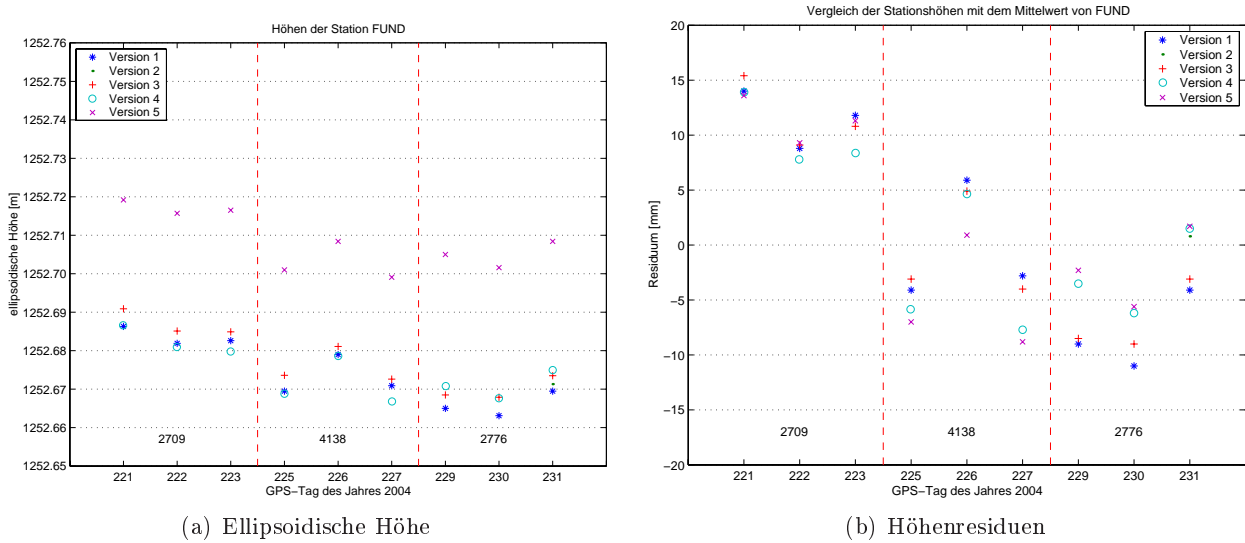 Höhen der Station FUND
1252.76
1252.75
1252.74
1252.73
1252.72
1252.71
1252.70
1252.69
1252.68
1252.67
1252.66
1252.65
ellipsoidische Höhe [m]
Version 1
Version 2
Version 3
Version 4
Version 5
2709 4138 2776
221 222 223 225 226 227 229 230 231
GPS−Tag des Jahres 2004
(a) Ellipsoidische Höhe
Vergleich der Stationshöhen mit dem Mittelwert von FUND
20
15
10
5
0
−5
−10
−15
−20
Residuum [mm]
Version 1
Version 2
Version 3
Version 4
Version 5
2709 4138 2776
221 222 223 225 226 227 229 230 231
GPS−Tag des Jahres 2004
(b) Höhenresiduen